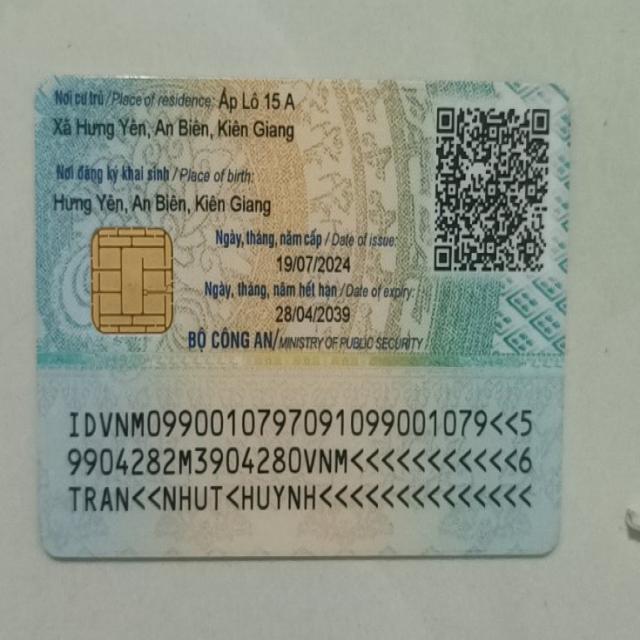 Nơi cư trú / Place of residence: Ấp Lô 15 A
Xã Hưng Yên, An Biên, Kiên Giang
Nơi đăng ký khai sinh / Place of birth:
Hưng Yên, An Biên, Kiên Giang
Ngày, tháng, năm cấp / Date of issue:
19/07/2024
Ngày, tháng, năm hết hạn / Date of expiry:
28/04/2039
BỘ CÔNG AN/MINISTRY OF PUBLIC SECURITY
IDVNM0990010797091099001079<<5
9904282M3904280VNM<<<<<<<<<<<6
TRAN<<NHUT<HUYNH<<<<<<<<<<<<<<